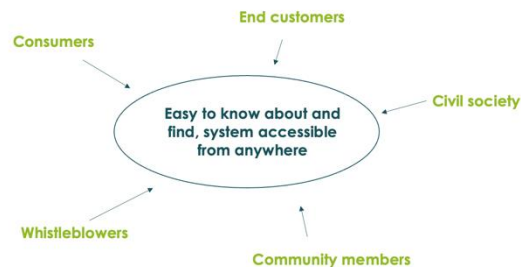 End customers
Consumers
Easy to know about and
find, system accessible
from anywhere
Civil society
Whistleblowers
Community members